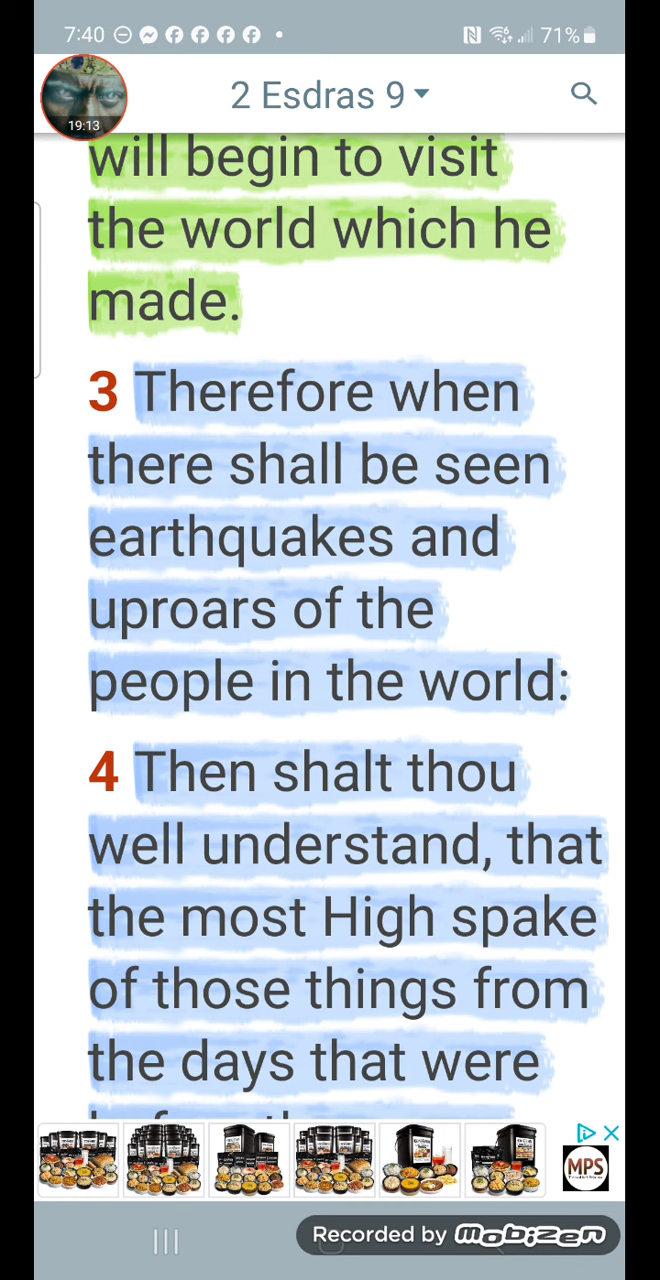 7:40
71%
19:13
2 Esdras 9
will begin to visit
the world which he
made.
3 Therefore when
there shall be seen
earthquakes and
uproars of the
people in the world:
4 Then shalt thou
well understand, that
the most High spake
of those things from
the days that were
MPS
Recorded by mobizen